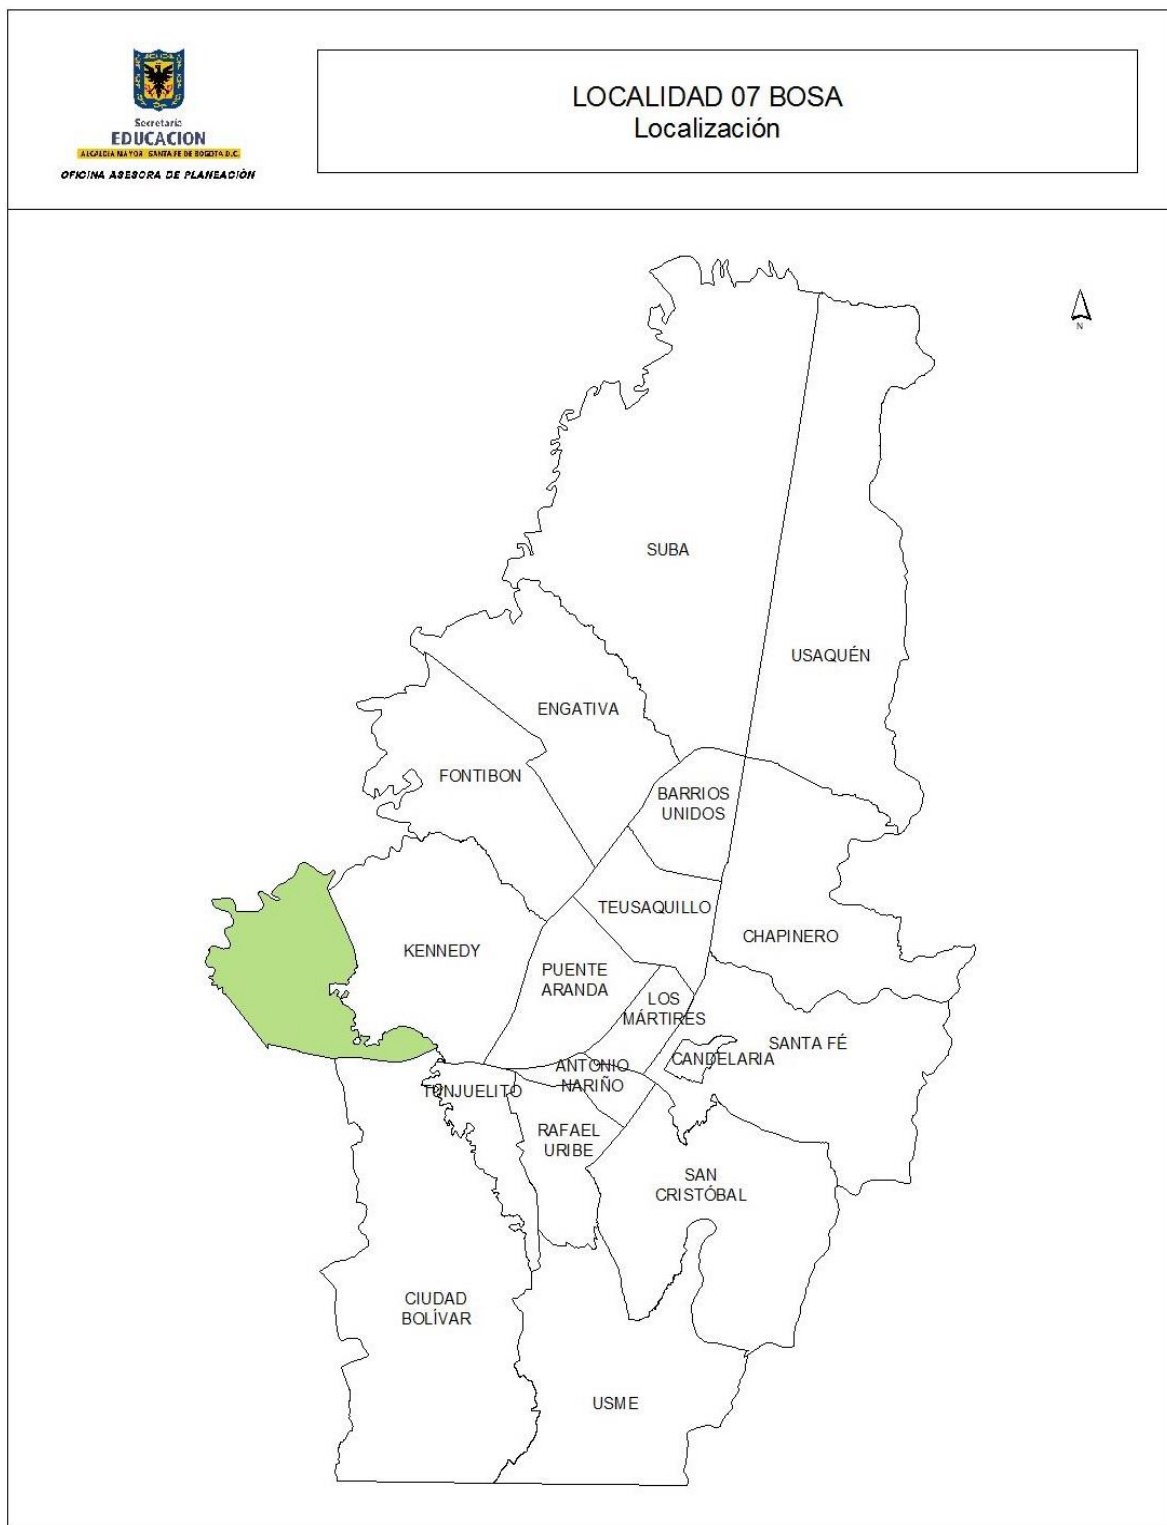 LOCALIDAD 07 BOSA
Localización
Secretaría
EDUCACION
ALCALDIA MAYOR SANTA FE DE BOGOTA D.C.
OFICINA ASESORA DE PLANEACIÓN
N
SUBA
USAQUÉN
ENGATIVA
FONTIBON
BARRIOS
UNIDOS
TEUSAQUILLO
CHAPINERO
KENNEDY
PUENTE
ARANDA
LOS
MÁRTIRES
SANTA FÉ
CANDELARIA
ANTONIO
NARIÑO
TUNJUELITO
RAFAEL
URIBE
SAN
CRISTÓBAL
CIUDAD
BOLÍVAR
USME